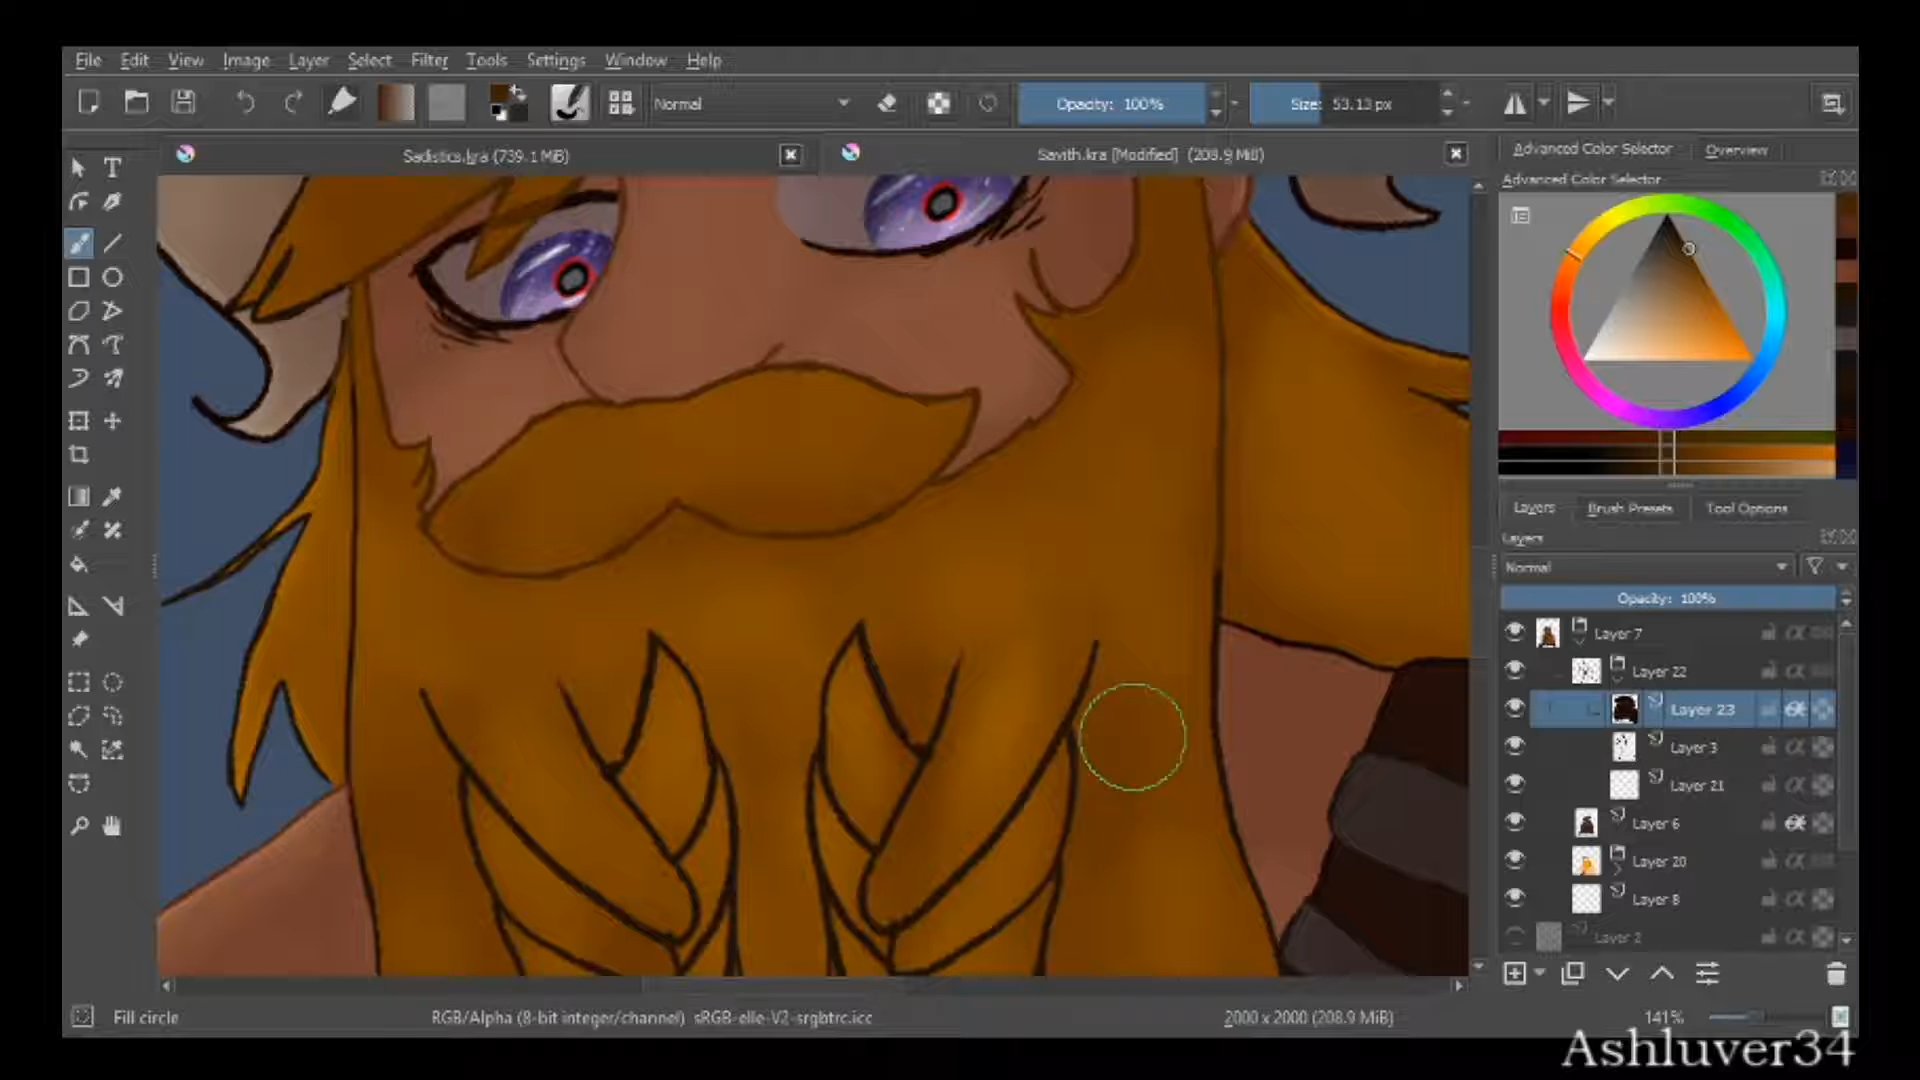 File Edit View Image Layer Select Filter Tools Settings Window Help
Normal Opacity: 100% Size: 53.13 px
Sadistics.kra (739.1 MiB) Savith.kra [Modified] (208.9 MiB)
Advanced Color Selector Overview
Advanced Color Selector
Layers Brush Presets Tool Options
Layers
Normal
Opacity: 100%
Layer 7
Layer 22
Layer 23
Layer 3
Layer 21
Layer 6
Layer 20
Layer 8
Layer 2
Fill circle RGB/Alpha (8-bit integer/channel) sRGB-elle-V2-srgbtrc.icc 2000 x 2000 (208.9 MiB) 141%
Ashluver34